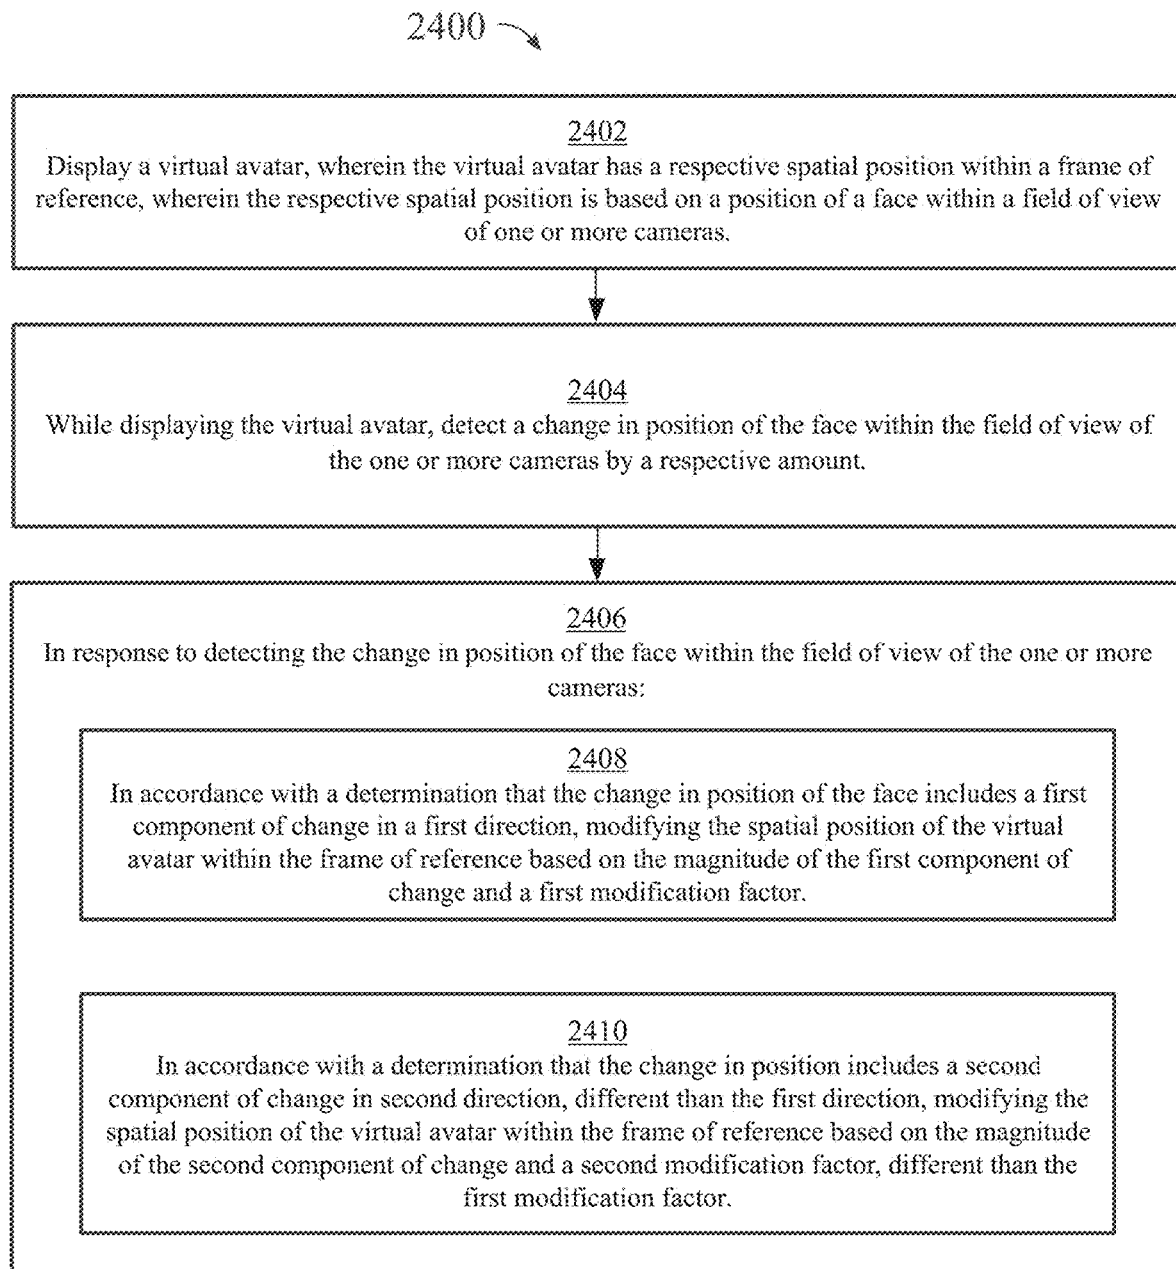 2400
2402
Display a virtual avatar, wherein the virtual avatar has a respective spatial position within a frame of
reference, wherein the respective spatial position is based on a position of a face within a field of view
of one or more cameras.
2404
While displaying the virtual avatar, detect a change in position of the face within the field of view of
the one or more cameras by a respective amount.
2406
In response to detecting the change in position of the face within the field of view of the one or more
cameras:
2408
In accordance with a determination that the change in position of the face includes a first
component of change in a first direction, modifying the spatial position of the virtual
avatar within the frame of reference based on the magnitude of the first component of
change and a first modification factor.
2410
In accordance with a determination that the change in position includes a second
component of change in second direction, different than the first direction, modifying the
spatial position of the virtual avatar within the frame of reference based on the magnitude
of the second component of change and a second modification factor, different than the
first modification factor.